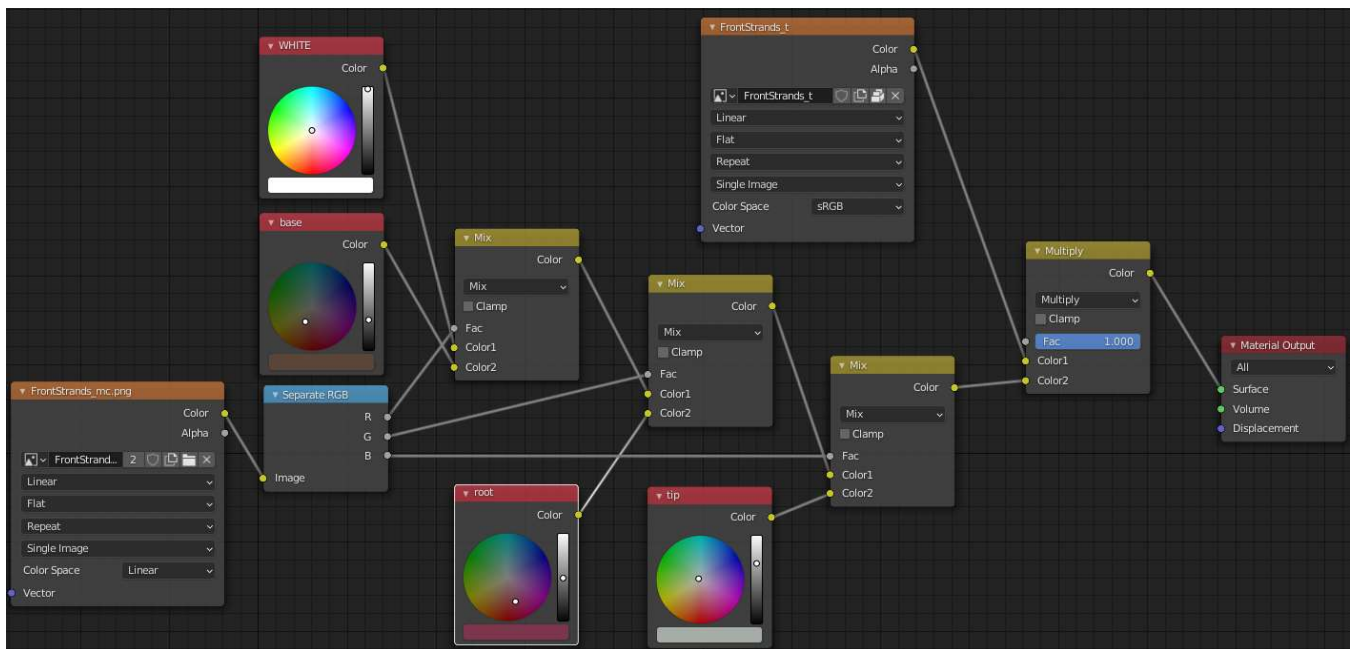 WHITE
Color
base
Color
FrontStrands_mc.png
Color
Alpha
FrontStrand... 2
Linear
Flat
Repeat
Single Image
Color Space Linear
Vector
Separate RGB
R
G
B
Image
Mix
Color
Mix
Clamp
Fac
Color1
Color2
root
Color
Mix
Color
Mix
Clamp
Fac
Color1
Color2
tip
Color
FrontStrands_t
Color
Alpha
FrontStrands_t
Linear
Flat
Repeat
Single Image
Color Space sRGB
Vector
Mix
Color
Mix
Clamp
Fac
Color1
Color2
Multiply
Color
Multiply
Clamp
Fac 1.000
Color1
Color2
Material Output
All
Surface
Volume
Displacement